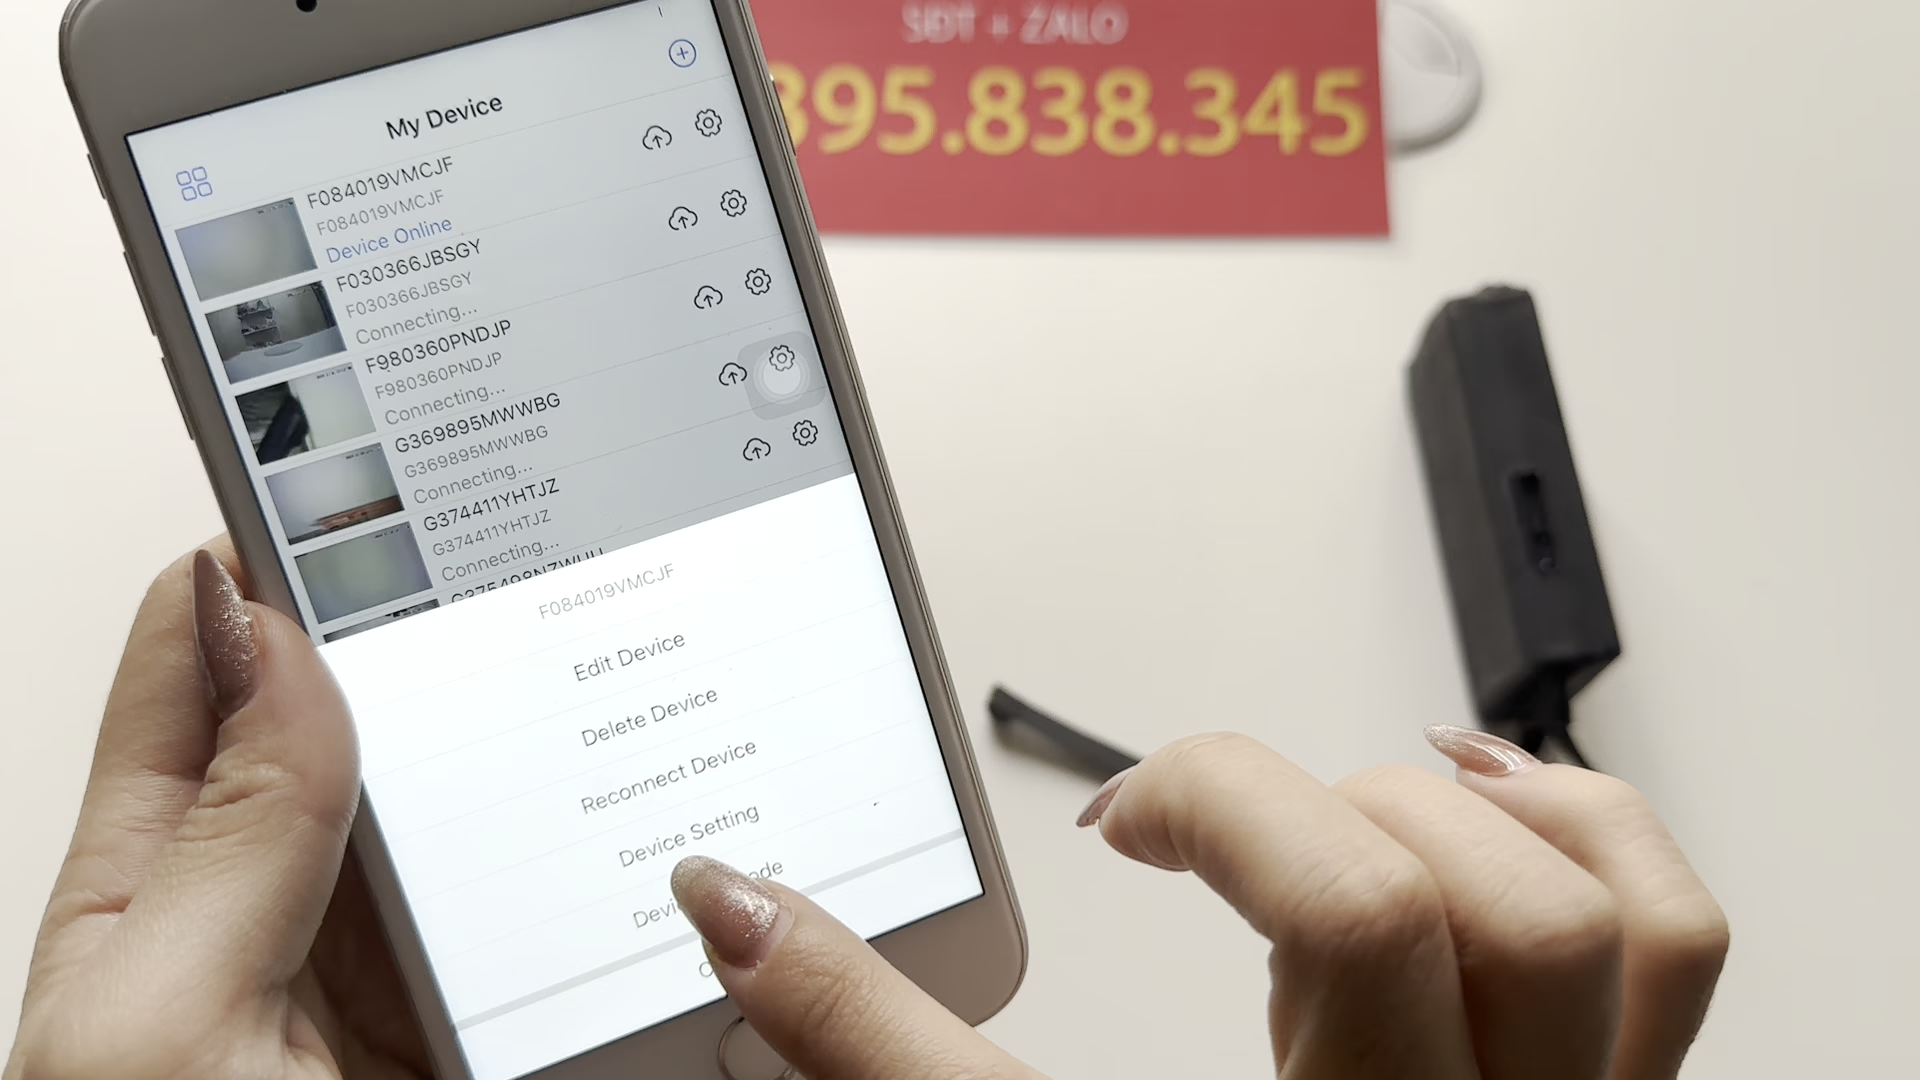 SĐT + ZALO
395.838.345
My Device
F084019VMCJF
F084019VMCJF
Device Online
F030366JBSGY
F030366JBSGY
Connecting...
F980360PNDJP
F980360PNDJP
Connecting...
G369895MWWBG
G369895MWWBG
Connecting...
G374411YHTJZ
G374411YHTJZ
Connecting...
F084019VMCJF
Edit Device
Delete Device
Reconnect Device
Device Setting